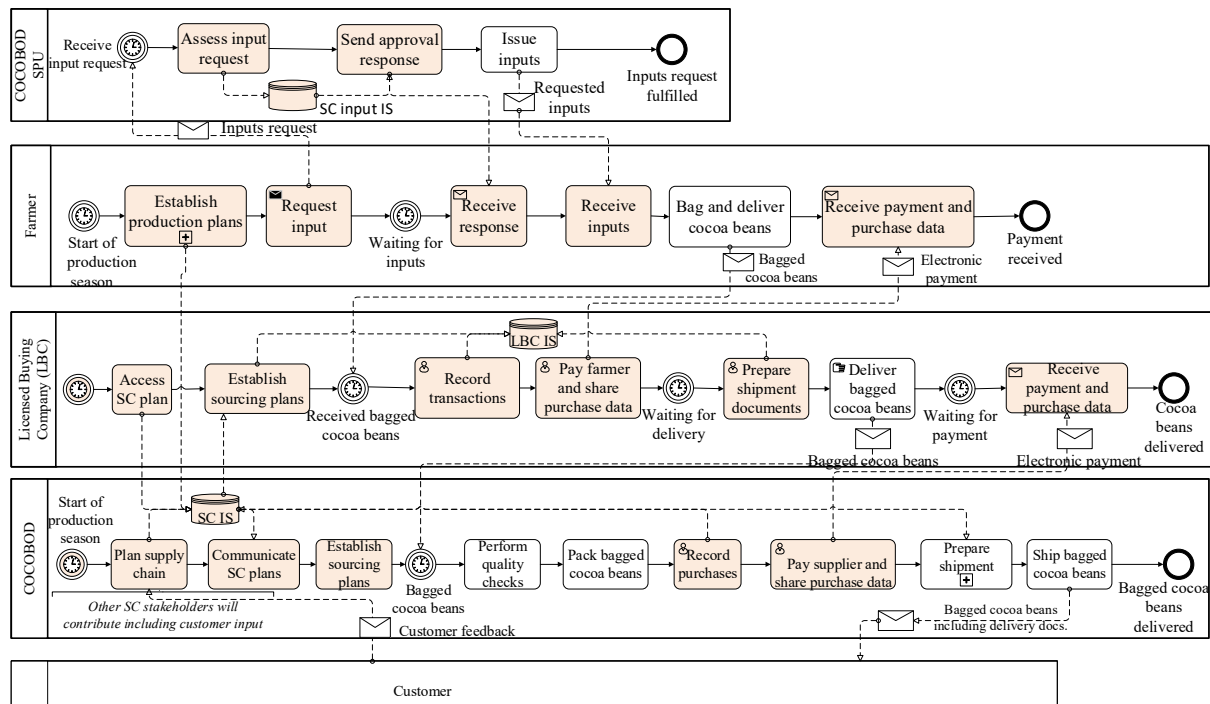 COCOBOD
SPU
Receive
input request
Assess input
request
Send approval
response
Issue
inputs
Inputs request
fulfilled
SC input IS
Requested
inputs
Inputs request
Farmer
Start of
production
season
Establish
production plans
Request
input
Waiting for
inputs
Receive
response
Receive
inputs
Bag and deliver
cocoa beans
Receive payment and
purchase data
Payment
received
Bagged
cocoa beans
Electronic
payment
Licensed Buying
Company (LBC)
LBC IS
Access
SC plan
Establish
sourcing plans
Received bagged
cocoa beans
Record
transactions
Pay farmer
and share
purchase data
Waiting for
delivery
Prepare
shipment
documents
Deliver
bagged
cocoa beans
Waiting for
payment
Receive
payment and
purchase data
Cocoa
beans
delivered
Bagged cocoa beans
Electronic payment
COCOBOD
Start of
production
season
SC IS
Plan supply
chain
Communicate
SC plans
Establish
sourcing
plans
Bagged
cocoa beans
Perform
quality
checks
Pack bagged
cocoa beans
Record
purchases
Pay supplier and
share purchase data
Prepare
shipment
Ship bagged
cocoa beans
Bagged cocoa
beans
delivered
Other SC stakeholders will
contribute including customer input
Customer feedback
Bagged cocoa beans
including delivery docs.
Customer